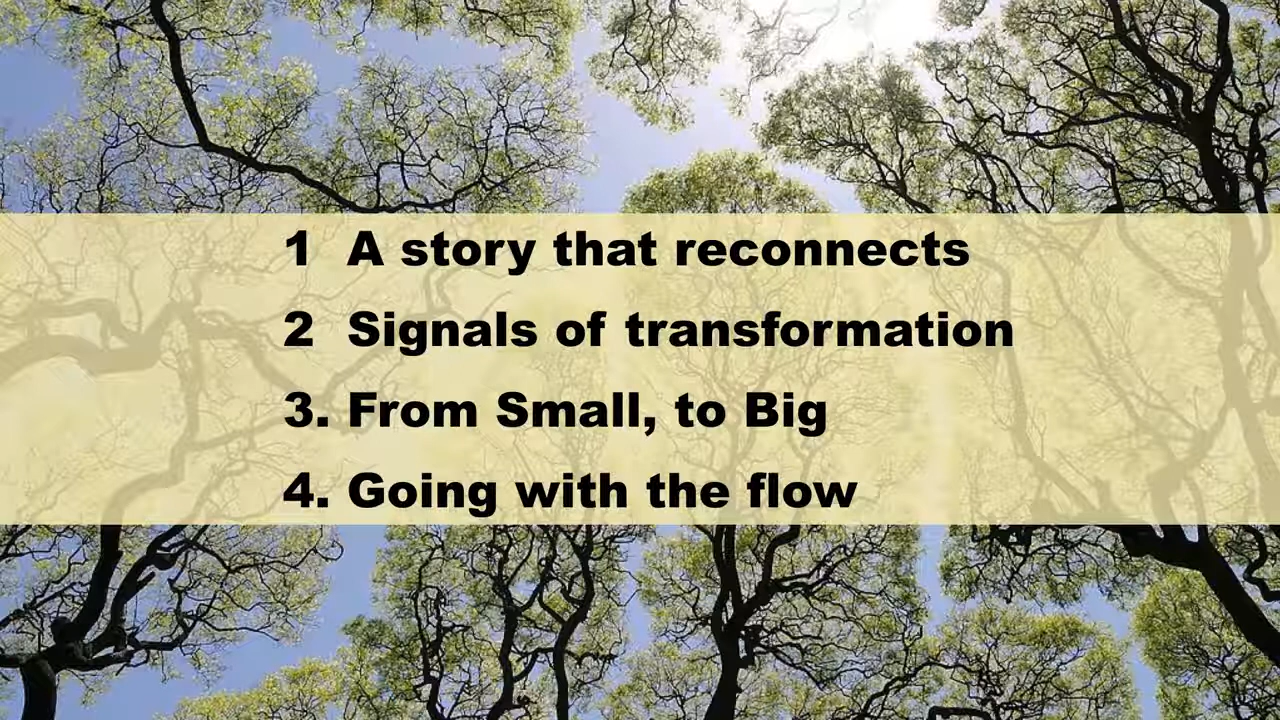 1 A story that reconnects
2 Signals of transformation
3. From Small, to Big
4. Going with the flow